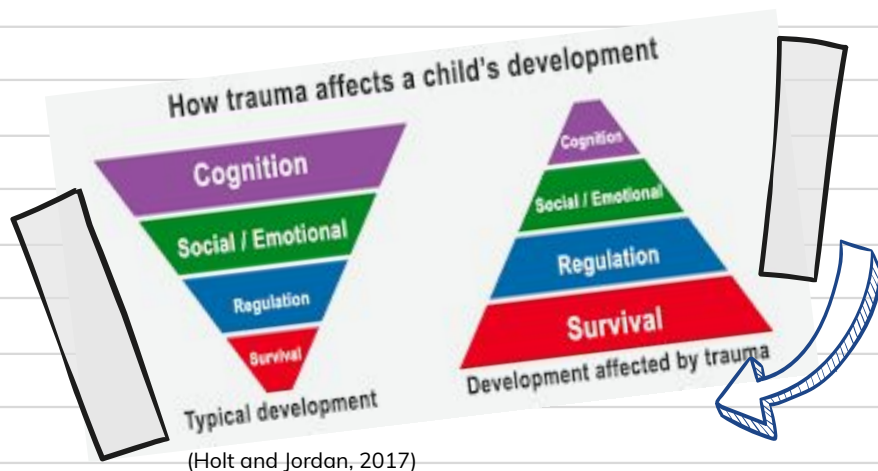 How trauma affects a child's development
Cognition
Social / Emotional
Regulation
Survival
Typical development
Cognition
Social / Emotional
Regulation
Survival
Development affected by trauma
(Holt and Jordan, 2017)